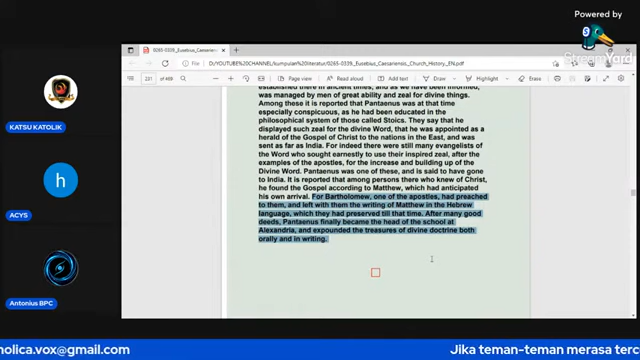 Powered by
StreamYard
0265-0339_Eusebius_Caesariensis_Church_History_EN.pdf
D:/YOUTUBE%20CHANNEL/kumpulan literatur/0265-0339_Eusebius_Caesariensis_Church_History_EN.pdf
231 of 469
Page view
Read aloud
Add text
Draw
Highlight
Erase
established there in ancient times, and as we have been informed,
was managed by men of great ability and zeal for divine things.
Among these it is reported that Pantaenus was at that time
especially conspicuous, as he had been educated in the
philosophical system of those called Stoics. They say that he
displayed such zeal for the divine Word, that he was appointed as a
herald of the Gospel of Christ to the nations in the East, and was
sent as far as India. For indeed there were still many evangelists
of the Word who sought earnestly to use their inspired zeal, after the
examples of the apostles, for the increase and building up of the
Divine Word. Pantaenus was one of these, and is said to have gone
to India. It is reported that among persons there who knew of Christ,
he found the Gospel according to Matthew, which had anticipated
his own arrival. For Bartholomew, one of the apostles, had preached
to them, and left with them the writing of Matthew in the Hebrew
language, which they had preserved till that time. After many good
deeds, Pantaenus finally became the head of the school at
Alexandria, and expounded the treasures of divine doctrine both
orally and in writing.
KATSU KATOLIK
h
ACYS
Antonius BPC
holica.vox@gmail.com
Jika teman-teman merasa terc